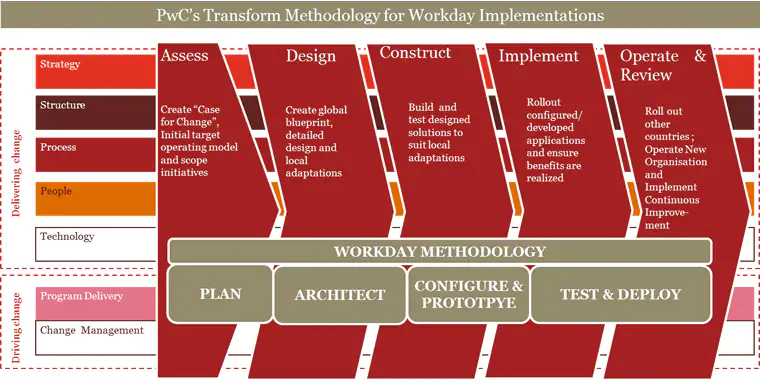 PwC's Transform Methodology for Workday Implementations
Assess
Design
Construct
Implement
Operate &
Review
Delivering change
Strategy
Structure
Process
People
Technology
Create "Case
for Change",
Initial target
operating model
and scope
initiatives
Create global
blueprint,
detailed
design and
local
adaptations
Build and
test designed
solutions to
suit local
adaptations
Rollout
configured/
developed
applications
and ensure
benefits are
realized
Roll out
other
countries ;
Operate New
Organisation
and
Implement
Continuous
Improve-
ment
WORKDAY METHODOLOGY
PLAN
ARCHITECT
CONFIGURE &
PROTOTPYE
TEST & DEPLOY
Driving change
Program Delivery
Change Management